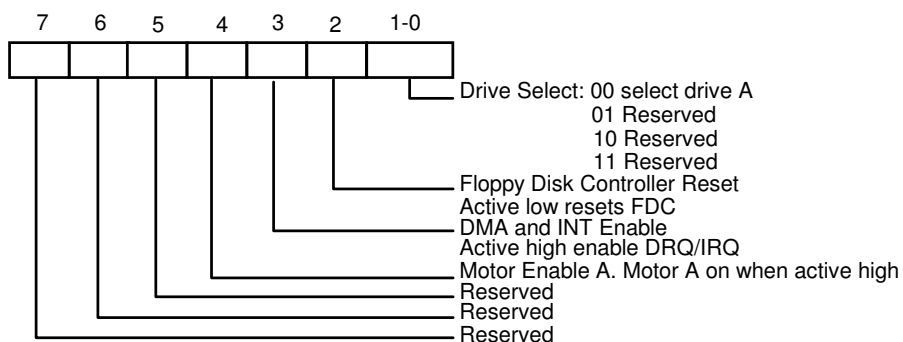 7 6 5 4 3 2 1-0
Drive Select: 00 select drive A
01 Reserved
10 Reserved
11 Reserved
Floppy Disk Controller Reset
Active low resets FDC
DMA and INT Enable
Active high enable DRQ/IRQ
Motor Enable A. Motor A on when active high
Reserved
Reserved
Reserved